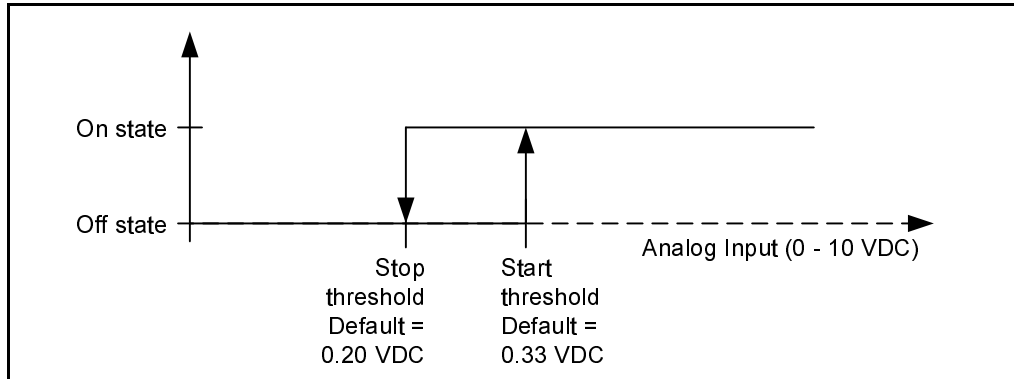 On state
Off state
Analog Input (0 - 10 VDC)
Stop
threshold
Default =
0.20 VDC
Start
threshold
Default =
0.33 VDC